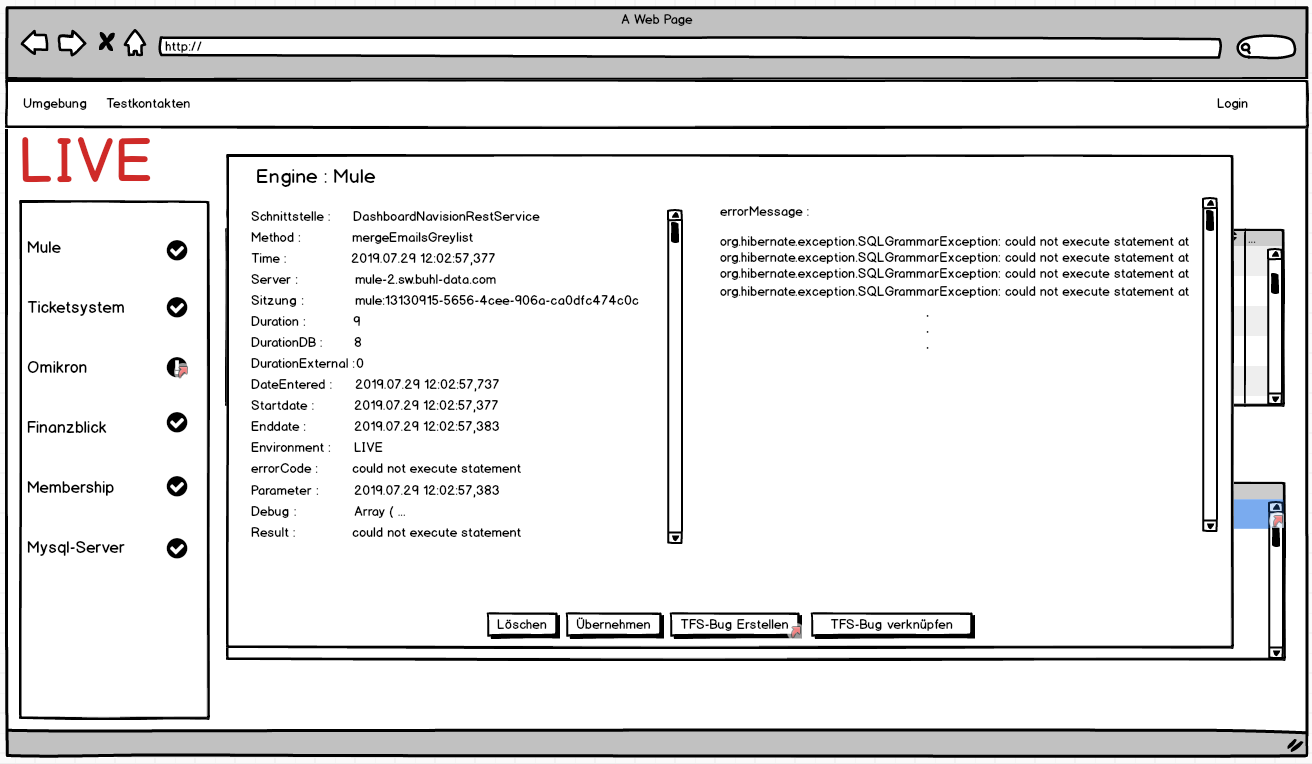 A Web Page
http://
Umgebung Testkontakten Login
LIVE
Mule
Ticketsystem
Omikron
Finanzblick
Membership
Mysql-Server
Engine : Mule
Schnittstelle : DashboardNavisionRestService
Method : mergeEmailsGreylist
Time : 2019.07.29 12:02:57,377
Server : mule-2.sw.buhl-data.com
Sitzung : mule:13130915-5656-4cee-906a-ca0dfc474c0c
Duration : 9
DurationDB : 8
DurationExternal :0
DateEntered : 2019.07.29 12:02:57,737
Startdate : 2019.07.29 12:02:57,377
Enddate : 2019.07.29 12:02:57,383
Environment : LIVE
errorCode : could not execute statement
Parameter : 2019.07.29 12:02:57,383
Debug : Array ( ...
Result : could not execute statement
errorMessage :
org.hibernate.exception.SQLGrammarException: could not execute statement at
org.hibernate.exception.SQLGrammarException: could not execute statement at
org.hibernate.exception.SQLGrammarException: could not execute statement at
org.hibernate.exception.SQLGrammarException: could not execute statement at
.
.
.
...
Löschen Übernehmen TFS-Bug Erstellen TFS-Bug verknüpfen